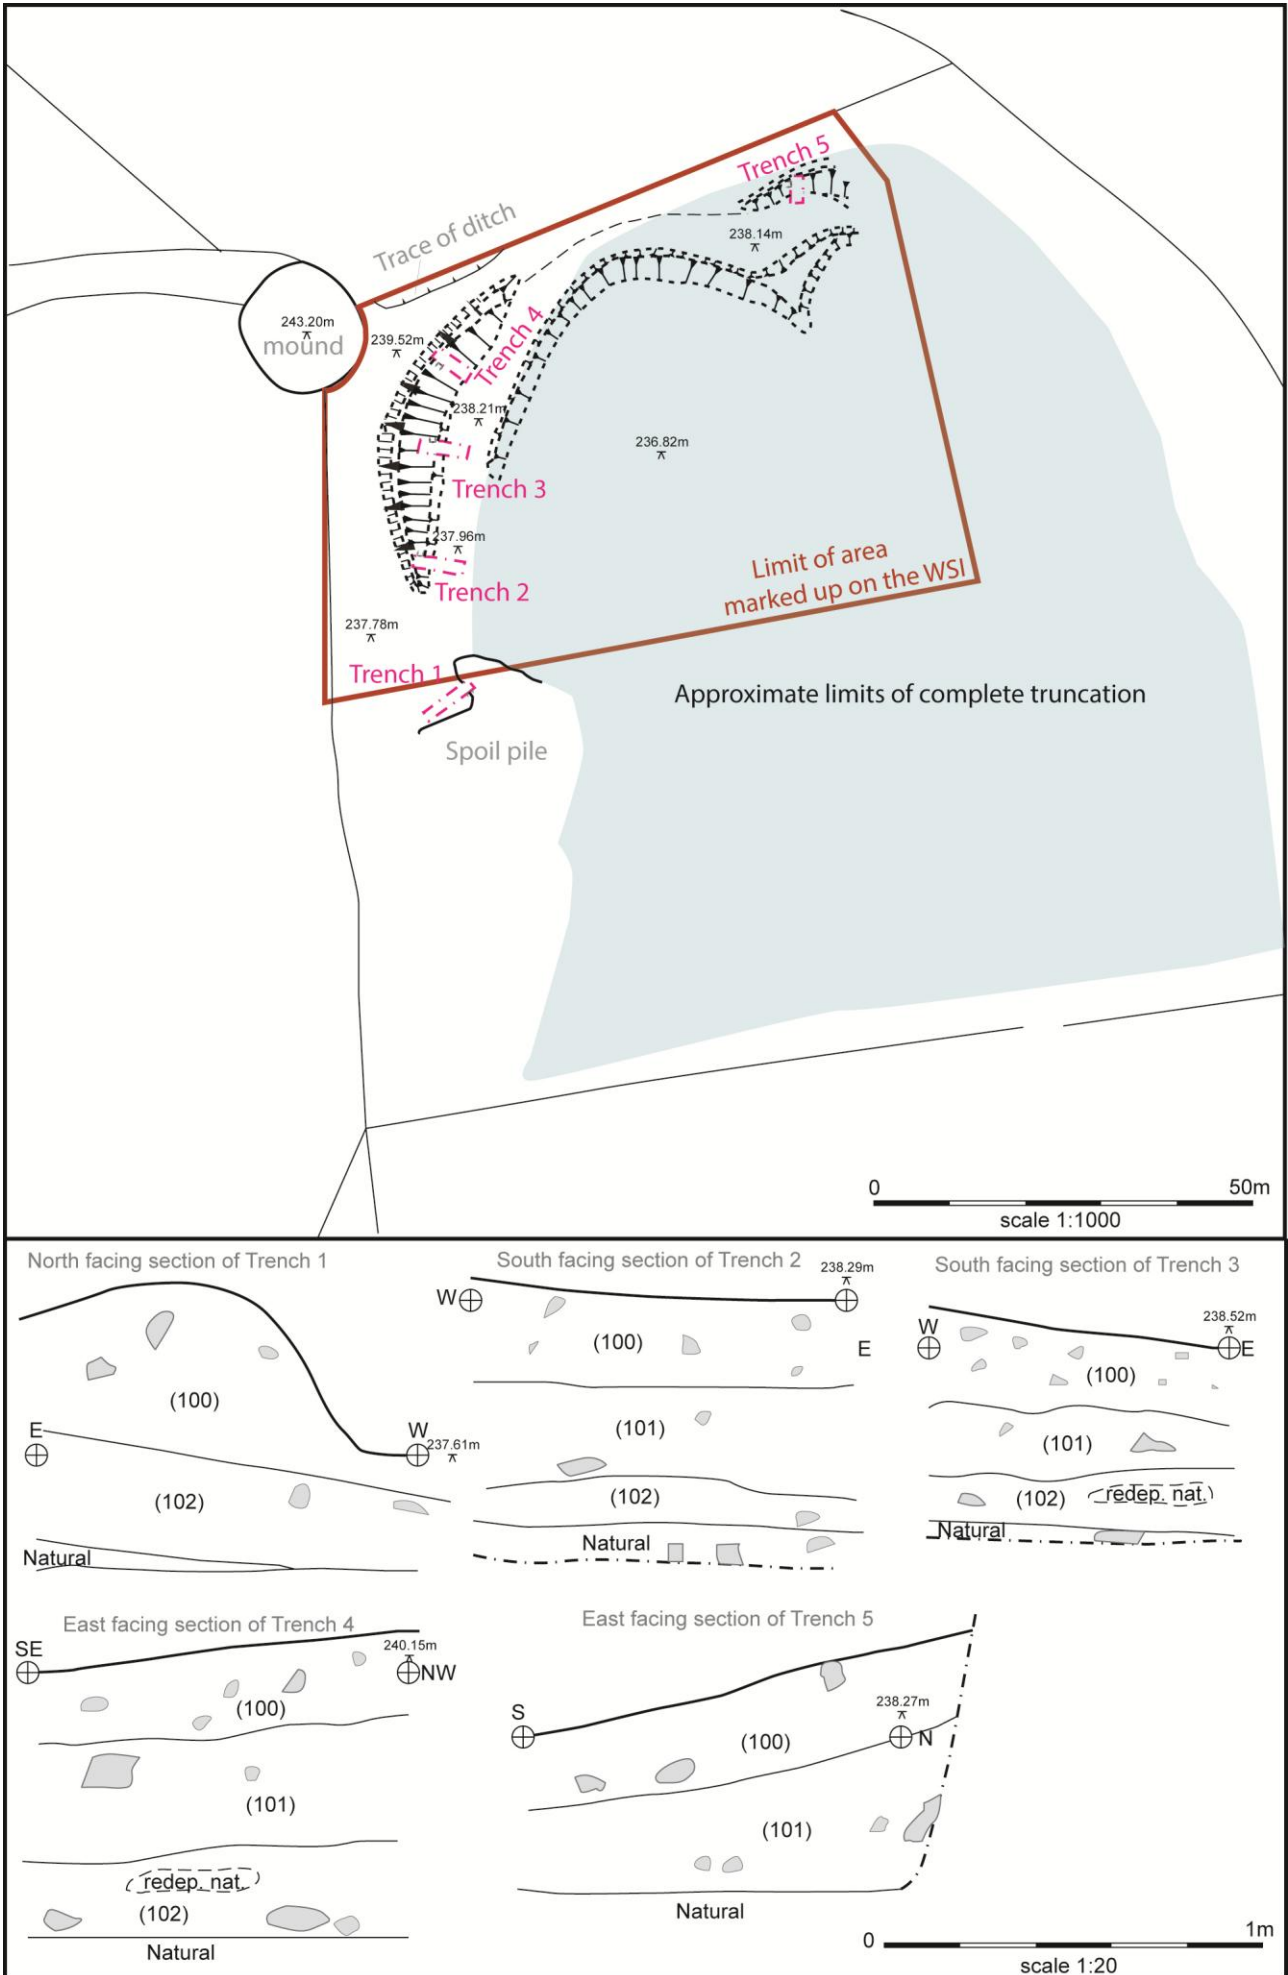 Trench 5
Trace of ditch
238.14m
243.20m
mound
239.52m
Trench 4
238.21m
236.82m
Trench 3
237.96m
Trench 2
Limit of area
marked up on the WSI
237.78m
Trench 1
Approximate limits of complete truncation
Spoil pile
0 50m
scale 1:1000
North facing section of Trench 1
(100)
E
W
237.61m
(102)
Natural
South facing section of Trench 2
238.29m
W
(100)
E
(101)
(102)
Natural
South facing section of Trench 3
238.52m
W
E
(100)
(101)
(102)
redep. nat.
Natural
East facing section of Trench 4
SE
240.15m
NW
(100)
(101)
redep. nat.
(102)
Natural
East facing section of Trench 5
S
238.27m
N
(100)
(101)
Natural
0 1m
scale 1:20